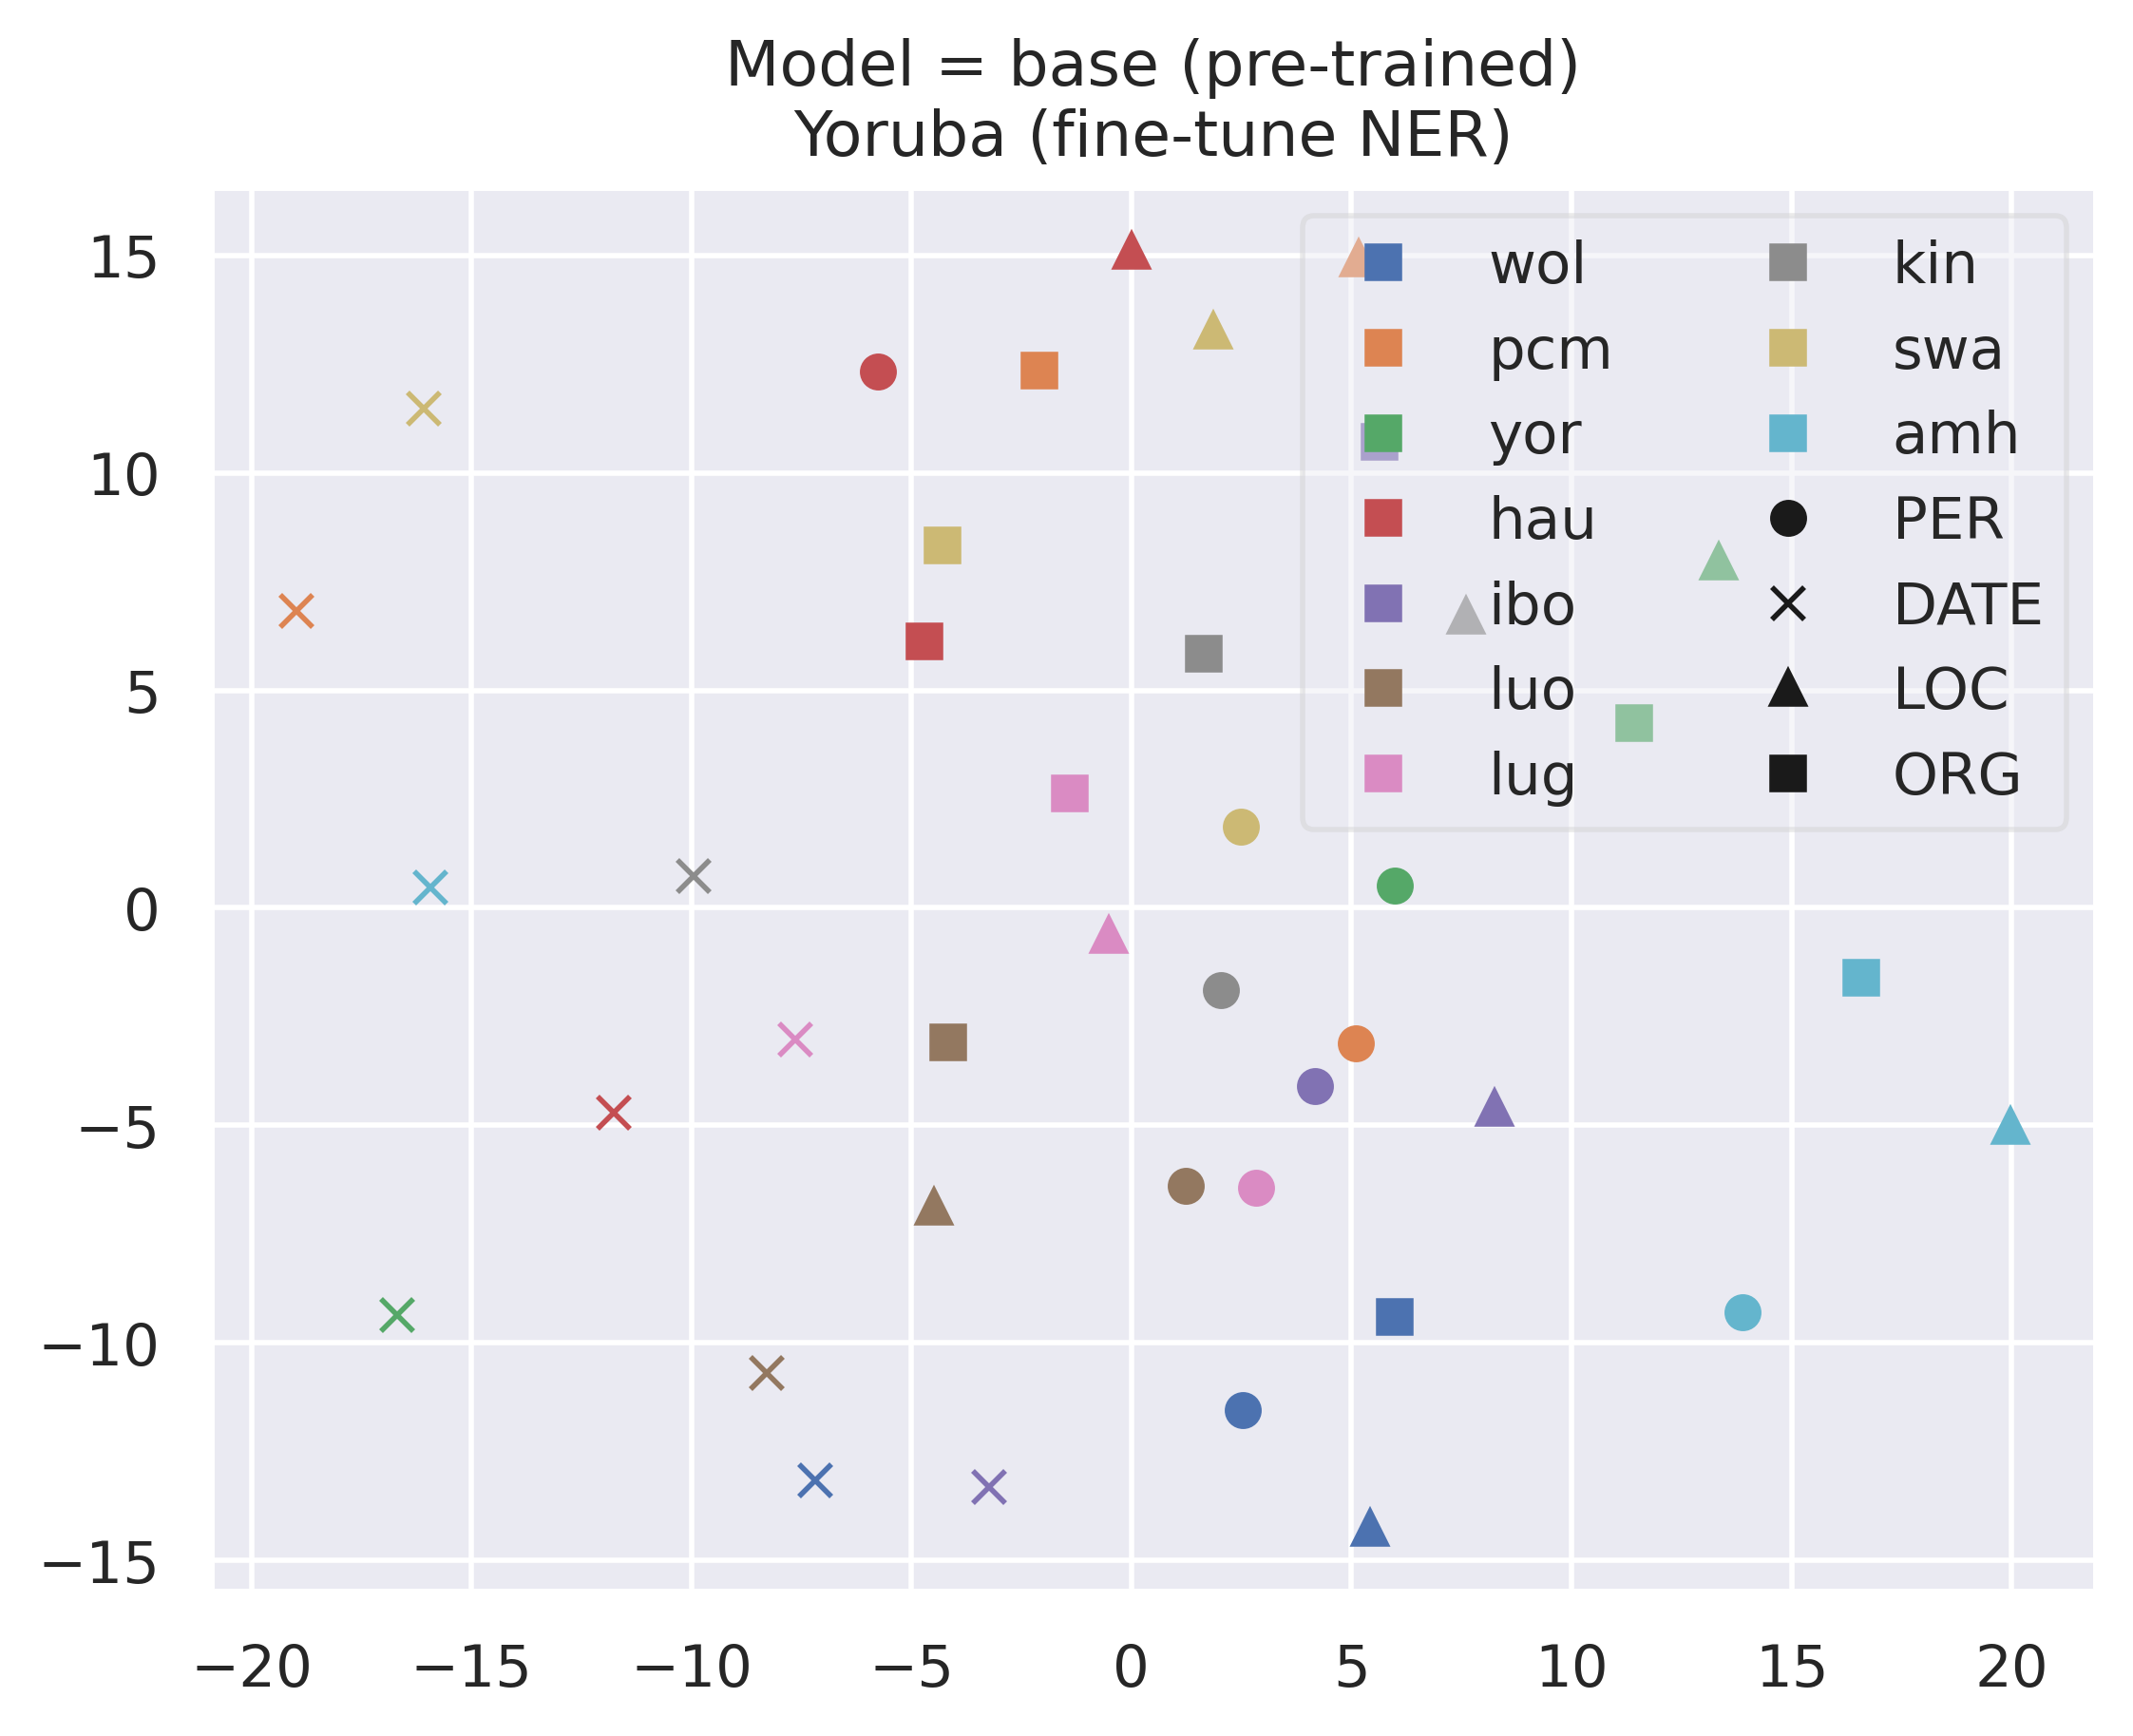 Model = base (pre-trained)
Yoruba (fine-tune NER)
15
10
5
0
−5
−10
−15
wol
pcm
yor
hau
ibo
luo
lug
kin
swa
amh
PER
DATE
LOC
ORG
−20 −15 −10 −5 0 5 10 15 20